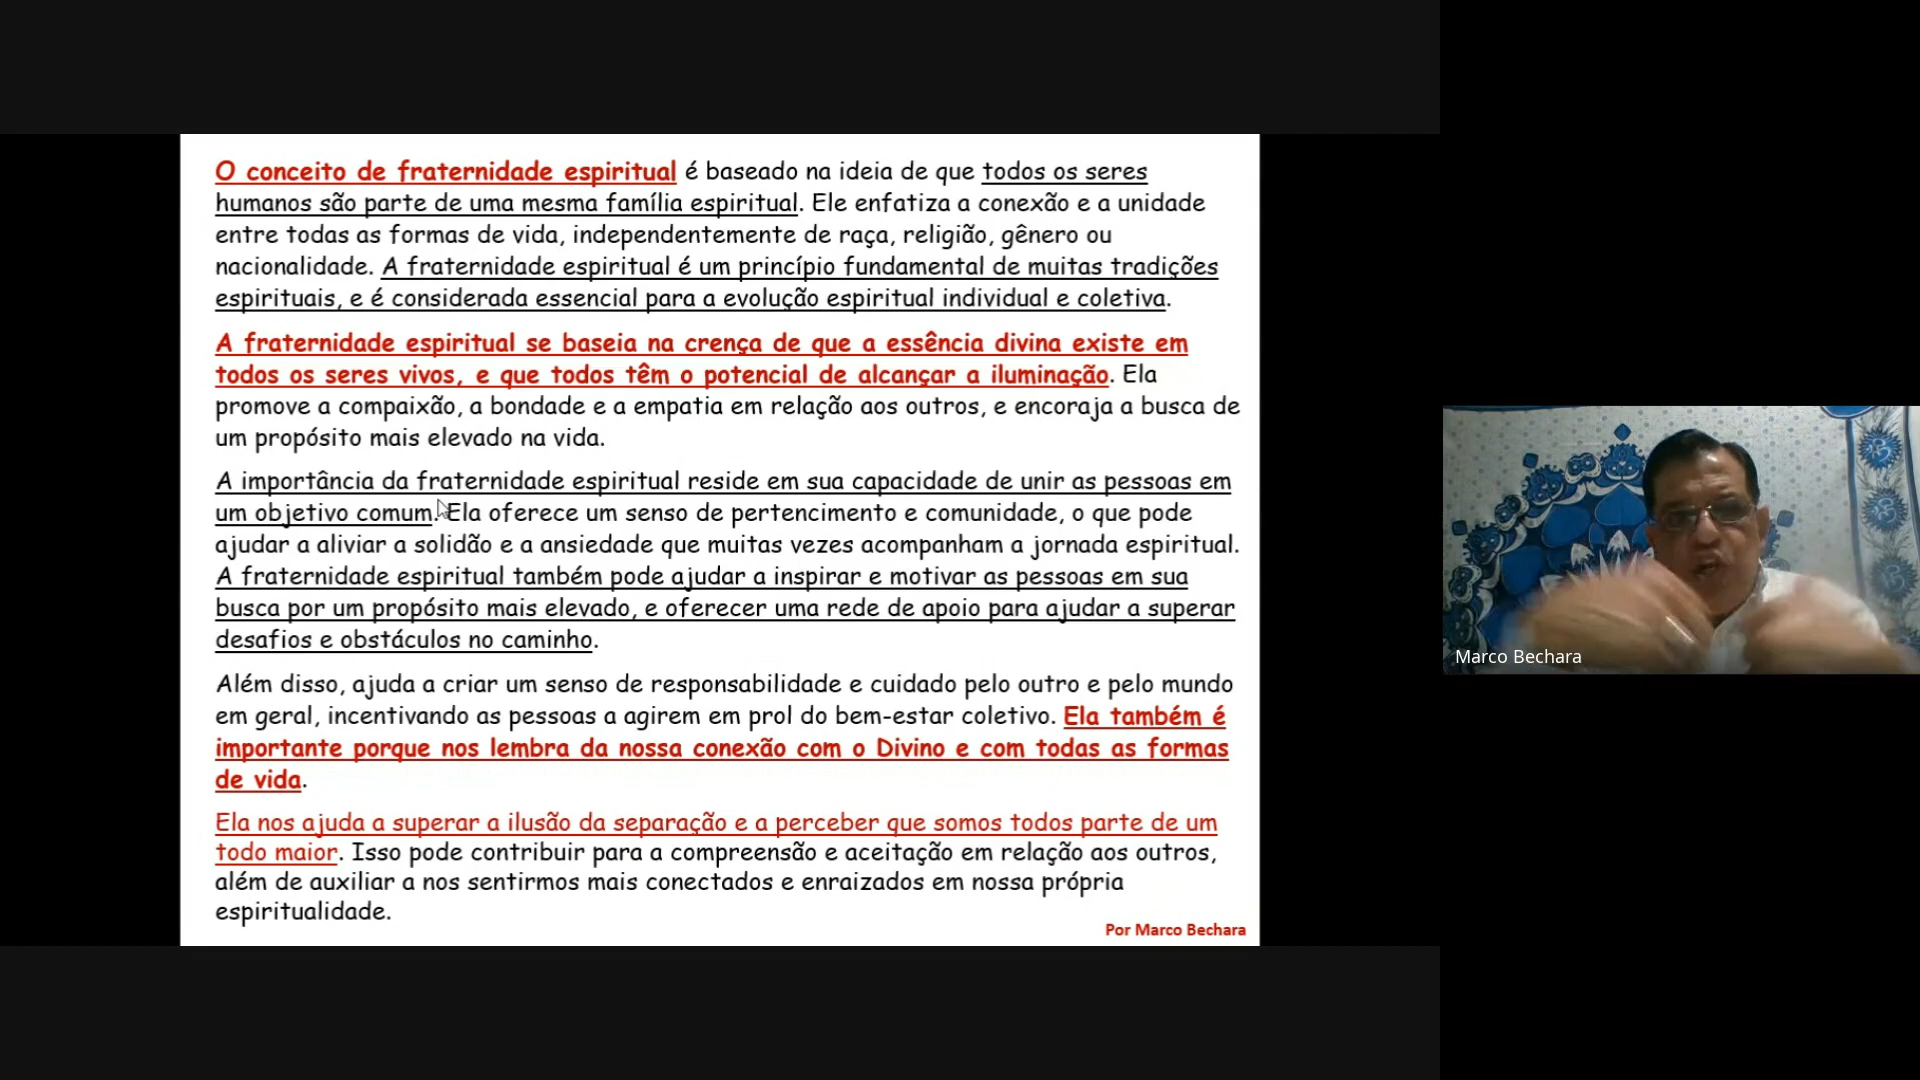 O conceito de fraternidade espiritual é baseado na ideia de que todos os seres
humanos são parte de uma mesma família espiritual. Ele enfatiza a conexão e a unidade
entre todas as formas de vida, independentemente de raça, religião, gênero ou
nacionalidade. A fraternidade espiritual é um princípio fundamental de muitas tradições
espirituais, e é considerada essencial para a evolução espiritual individual e coletiva.
A fraternidade espiritual se baseia na crença de que a essência divina existe em
todos os seres vivos, e que todos têm o potencial de alcançar a iluminação. Ela
promove a compaixão, a bondade e a empatia em relação aos outros, e encoraja a busca de
um propósito mais elevado na vida.
A importância da fraternidade espiritual reside em sua capacidade de unir as pessoas em
um objetivo comum. Ela oferece um senso de pertencimento e comunidade, o que pode
ajudar a aliviar a solidão e a ansiedade que muitas vezes acompanham a jornada espiritual.
A fraternidade espiritual também pode ajudar a inspirar e motivar as pessoas em sua
busca por um propósito mais elevado, e oferecer uma rede de apoio para ajudar a superar
desafios e obstáculos no caminho.
Além disso, ajuda a criar um senso de responsabilidade e cuidado pelo outro e pelo mundo
em geral, incentivando as pessoas a agirem em prol do bem-estar coletivo. Ela também é
importante porque nos lembra da nossa conexão com o Divino e com todas as formas
de vida.
Ela nos ajuda a superar a ilusão da separação e a perceber que somos todos parte de um
todo maior. Isso pode contribuir para a compreensão e aceitação em relação aos outros,
além de auxiliar a nos sentirmos mais conectados e enraizados em nossa própria
espiritualidade.
Por Marco Bechara
Marco Bechara